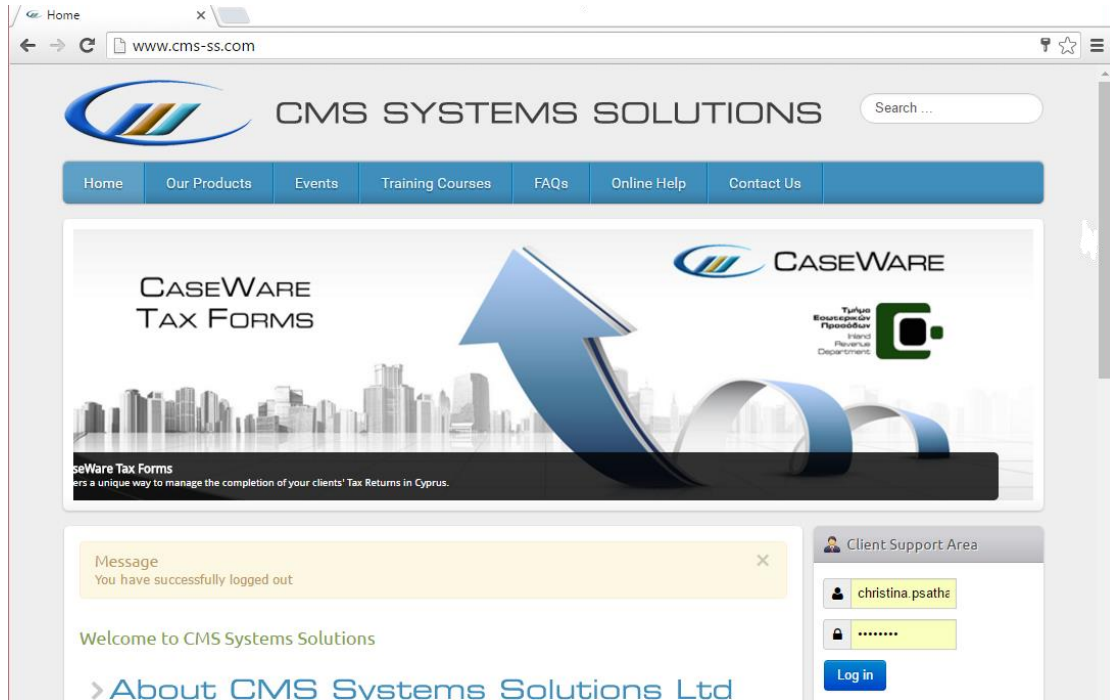 Home
www.cms-ss.com
CMS SYSTEMS SOLUTIONS
Search ...
Home Our Products Events Training Courses FAQs Online Help Contact Us
CASEWARE
TAX FORMS
CASEWARE
Τμήμα
Εσωτερικών
Προσόδων
Inland
Revenue
Department
seWare Tax Forms
ers a unique way to manage the completion of your clients' Tax Returns in Cyprus.
Message
You have successfully logged out
Welcome to CMS Systems Solutions
About CMS Systems Solutions Ltd
Client Support Area
christina.psatha
••••••••
Log in